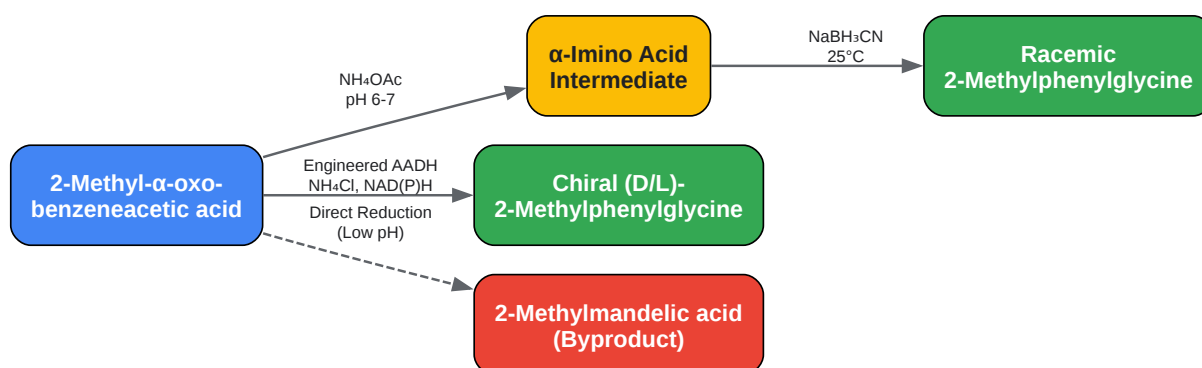 α-Imino Acid
Intermediate
NaBH₃CN
25°C
Racemic
2-Methylphenylglycine
NH₄OAc
pH 6-7
2-Methyl-α-oxo-
benzeneacetic acid
Engineered AADH
NH₄Cl, NAD(P)H
Chiral (D/L)-
2-Methylphenylglycine
Direct Reduction
(Low pH)
2-Methylmandelic acid
(Byproduct)